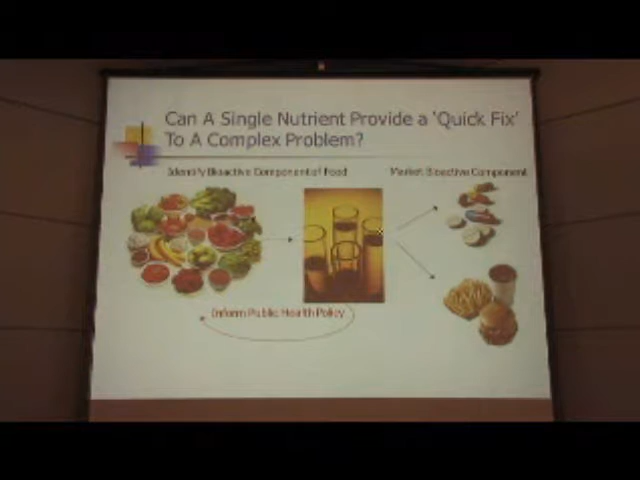 Can A Single Nutrient Provide a 'Quick Fix'
To A Complex Problem?
Identify Bioactive Component of Food
Market Bioactive Component
Inform Public Health Policy